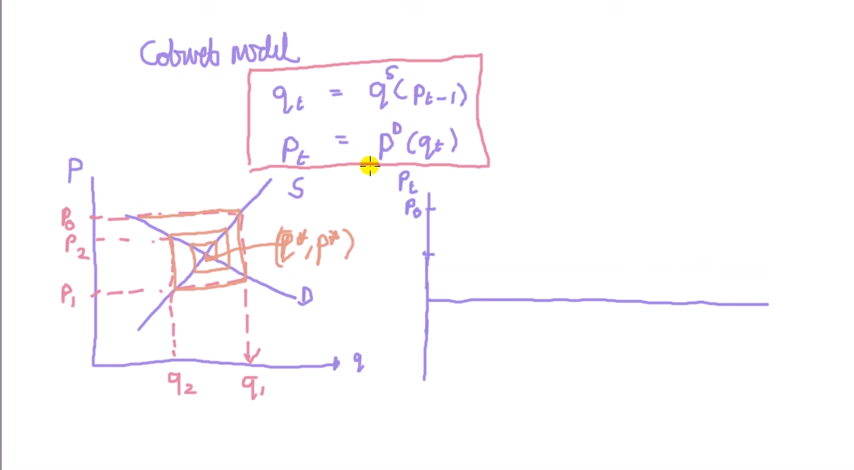 Cobweb model
q_t = q^S(p_{t-1})
p_t = p^D(q_t)
P
S
P_0
P_2
P_1
(q*, p*)
D
q
q_2
q_1
P_t
P_0